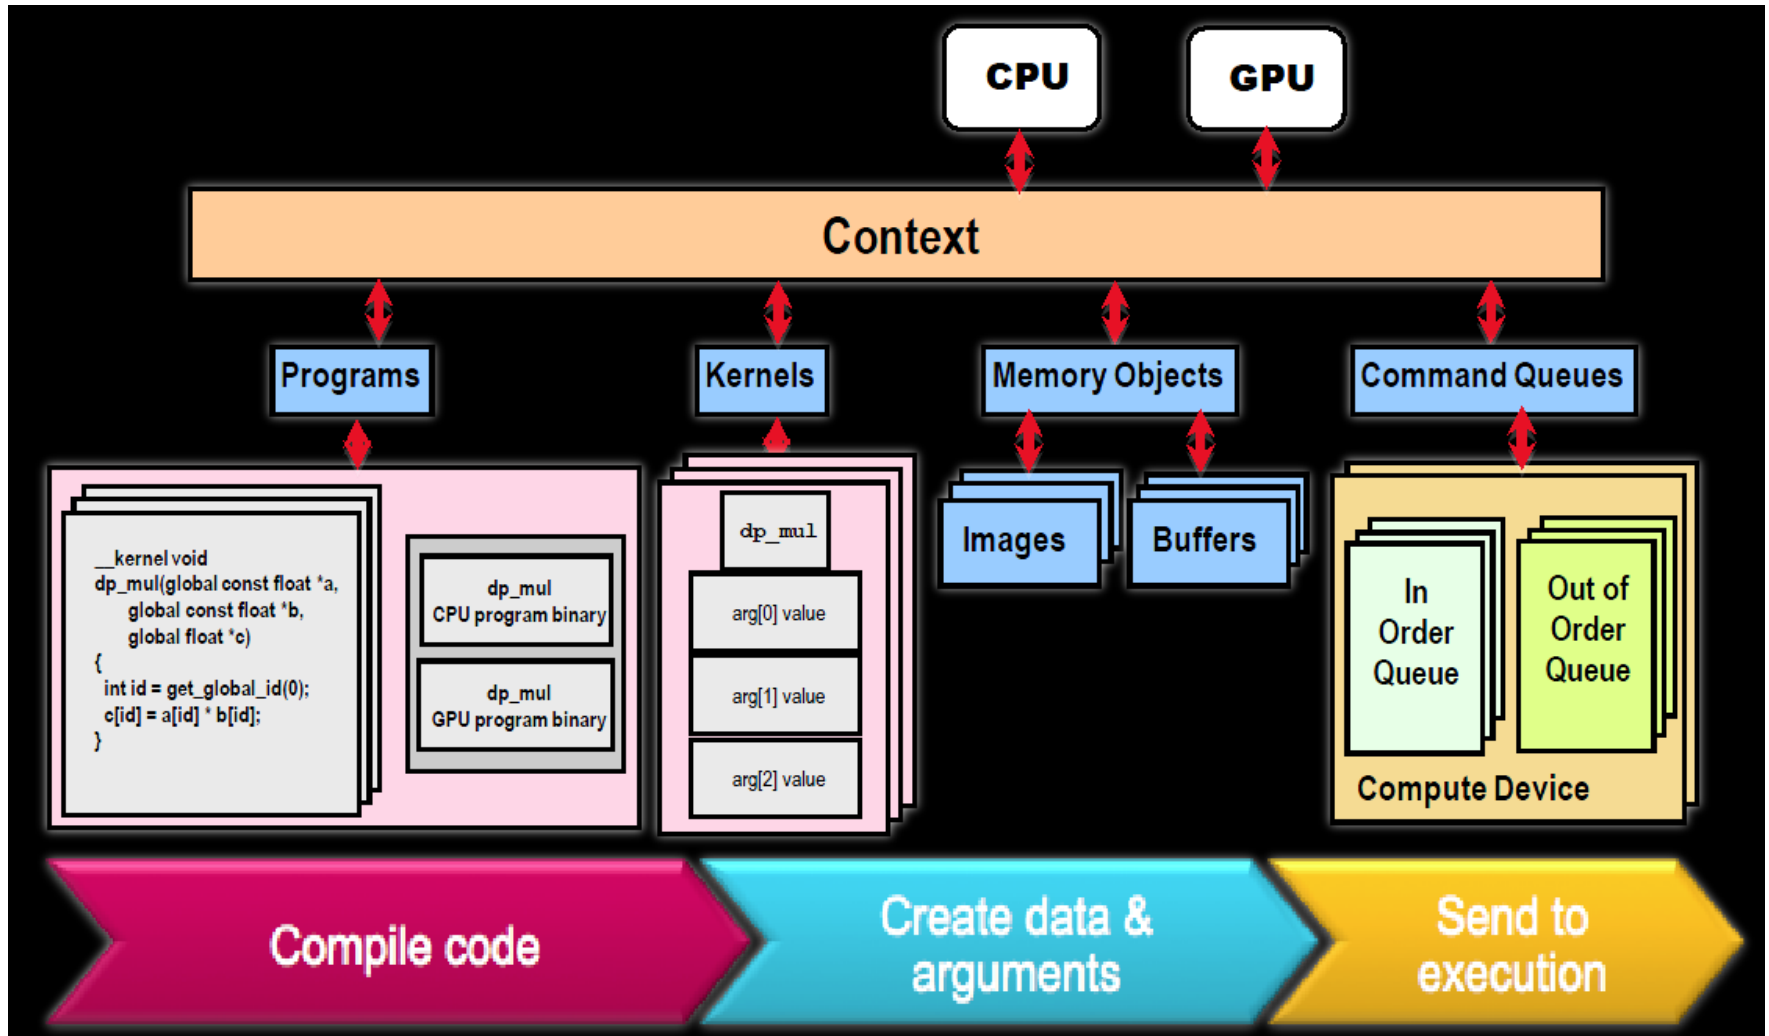 CPU
GPU
Context
Programs
Kernels
Memory Objects
Command Queues
__kernel void
dp_mul(global const float *a,
global const float *b,
global float *c)
{
int id = get_global_id(0);
c[id] = a[id] * b[id];
}
dp_mul
CPU program binary
dp_mul
GPU program binary
dp_mul
arg[0] value
arg[1] value
arg[2] value
Images
Buffers
In
Order
Queue
Out of
Order
Queue
Compute Device
Compile code
Create data &
arguments
Send to
execution